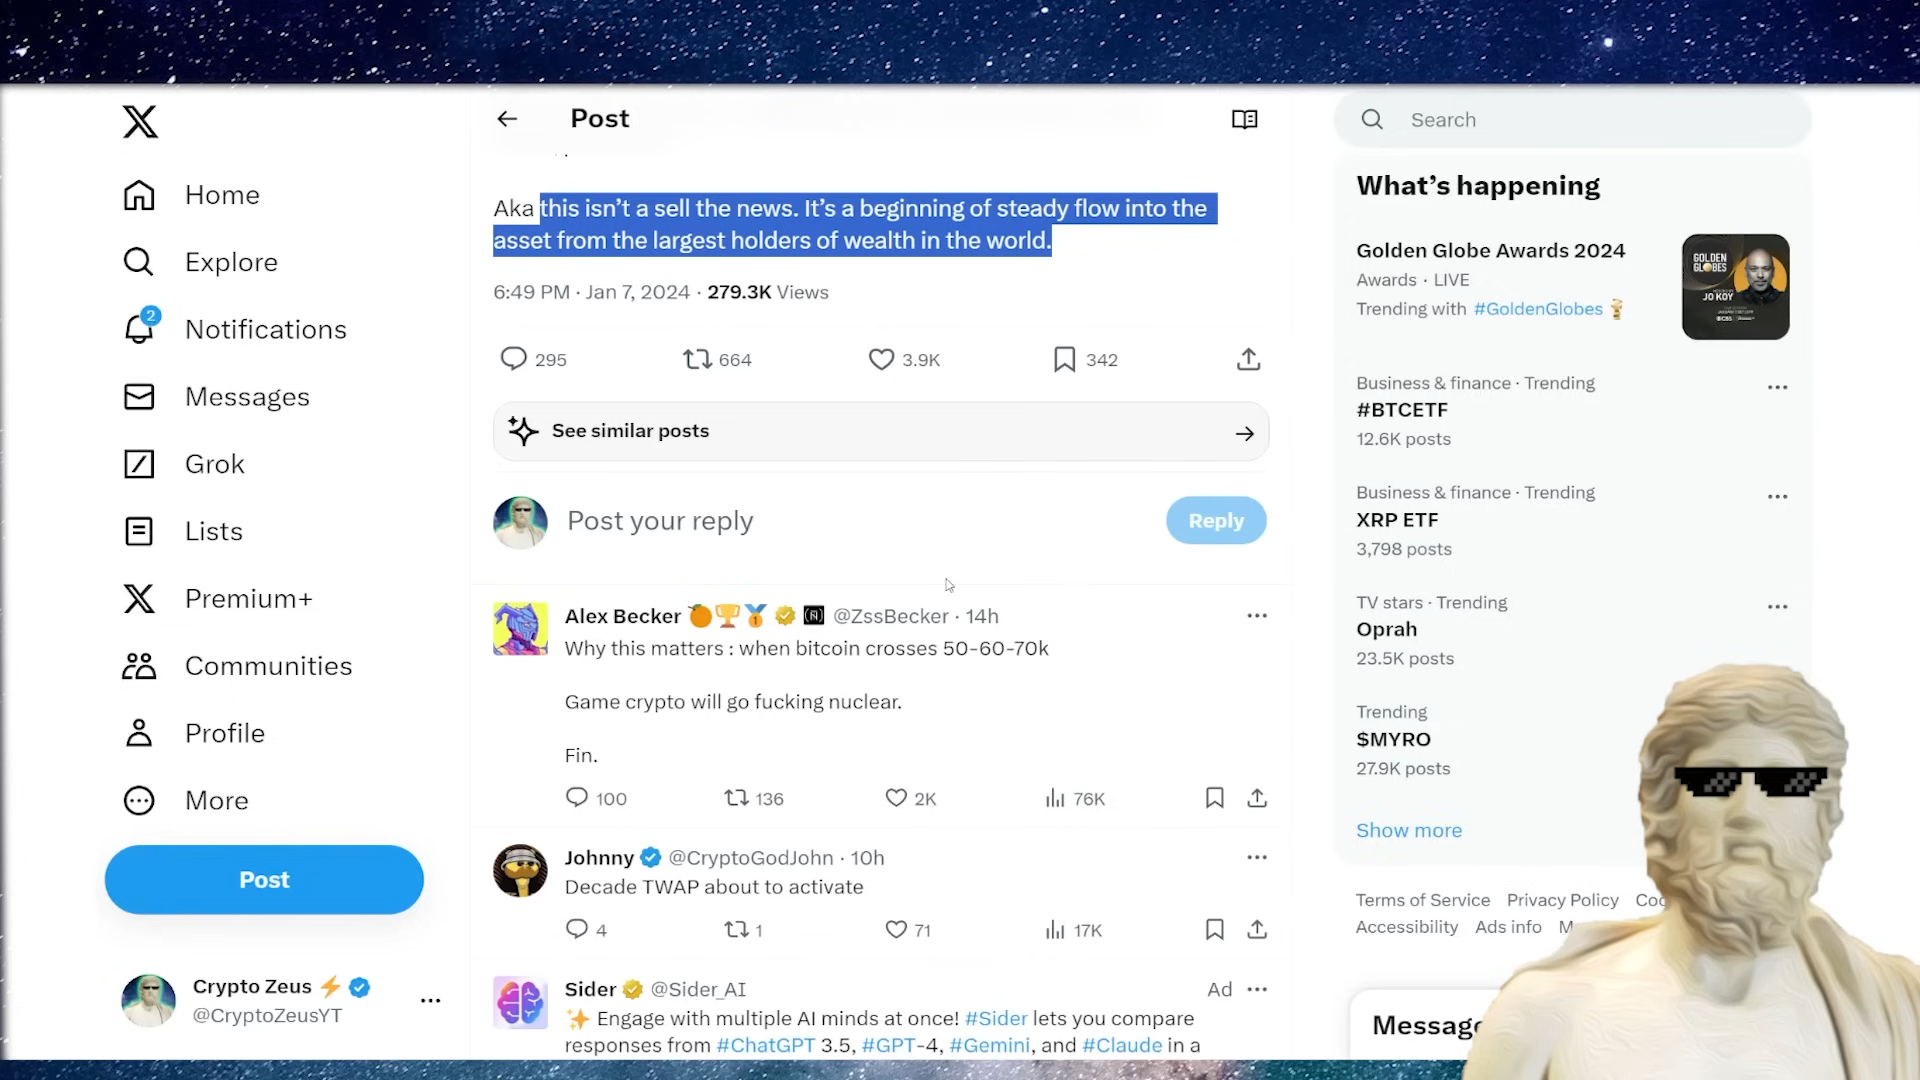 Post
Search
Home
Explore
2
Notifications
Messages
Grok
Lists
Premium+
Communities
Profile
More
Post
Crypto Zeus
@CryptoZeusYT
Aka this isn't a sell the news. It's a beginning of steady flow into the
asset from the largest holders of wealth in the world.
6:49 PM · Jan 7, 2024 · 279.3K Views
295 664 3.9K 342
See similar posts
Post your reply
Reply
Alex Becker @ZssBecker · 14h
Why this matters : when bitcoin crosses 50-60-70k
Game crypto will go fucking nuclear.
Fin.
100 136 2K 76K
Johnny @CryptoGodJohn · 10h
Decade TWAP about to activate
4 1 71 17K
Sider @Sider_AI Ad
Engage with multiple AI minds at once! #Sider lets you compare
responses from #ChatGPT 3.5, #GPT-4, #Gemini, and #Claude in a
What's happening
Golden Globe Awards 2024
Awards · LIVE
Trending with #GoldenGlobes
GOLDEN
GLOBES
JO KOY
Business & finance · Trending
#BTCETF
12.6K posts
Business & finance · Trending
XRP ETF
3,798 posts
TV stars · Trending
Oprah
23.5K posts
Trending
$MYRO
27.9K posts
Show more
Terms of Service Privacy Policy Coo
Accessibility Ads info M
Message